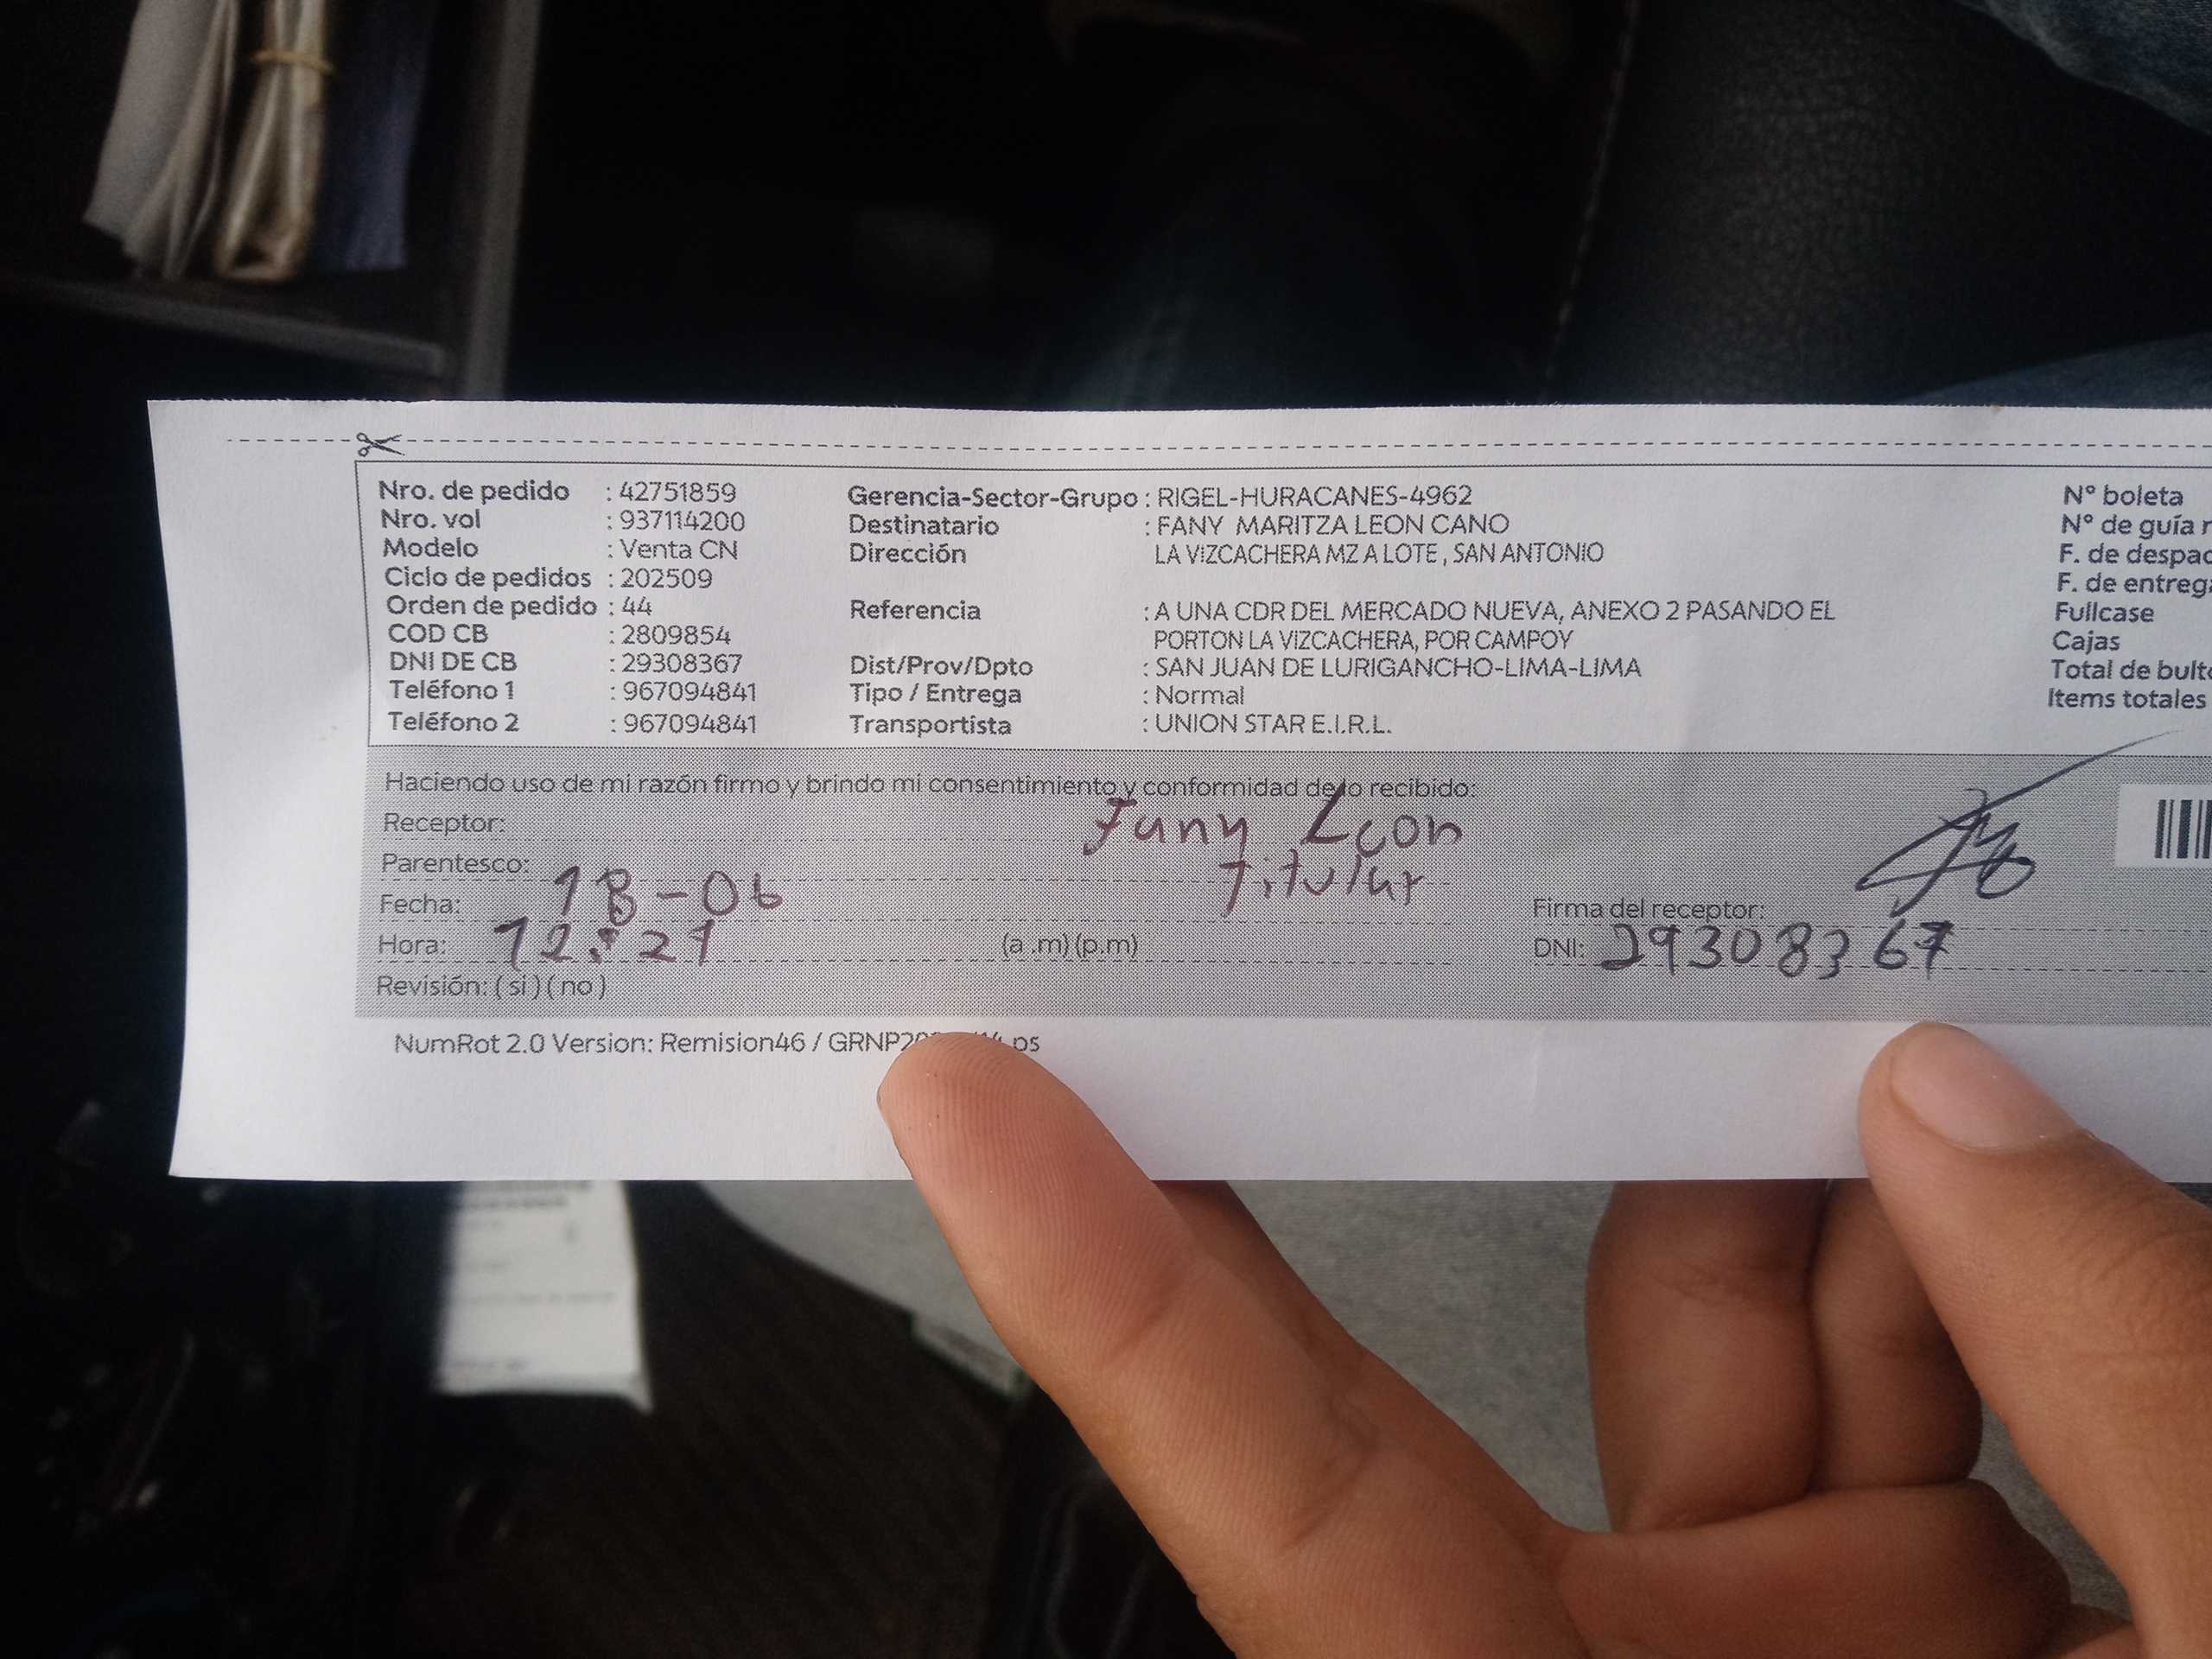 Nro. de pedido : 42751859
Nro. vol : 937114200
Modelo : Venta CN
Ciclo de pedidos : 202509
Orden de pedido : 44
COD CB : 2809854
DNI DE CB : 29308367
Teléfono 1 : 967094841
Teléfono 2 : 967094841
Gerencia-Sector-Grupo : RIGEL-HURACANES-4962
Destinatario : FANY MARITZA LEON CANO
Dirección LA VIZCACHERA MZ A LOTE , SAN ANTONIO
Referencia : A UNA CDR DEL MERCADO NUEVA, ANEXO 2 PASANDO EL
PORTON LA VIZCACHERA, POR CAMPOY
Dist/Prov/Dpto : SAN JUAN DE LURIGANCHO-LIMA-LIMA
Tipo / Entrega : Normal
Transportista : UNION STAR E.I.R.L.
N° boleta
N° de guía
F. de
F. de
Fullcase
Cajas
Total de
Items totales
Haciendo uso de mi razón firmo y brindo mi consentimiento y conformidad de lo recibido:
Receptor: Fany Leon
Parentesco: Titular
Fecha: 18-06
Hora: 12:21 (a .m) (p.m)
Revisión: ( si ) ( no )
Firma del receptor:
DNI: 29308367
NumRot 2.0 Version: Remision46 /